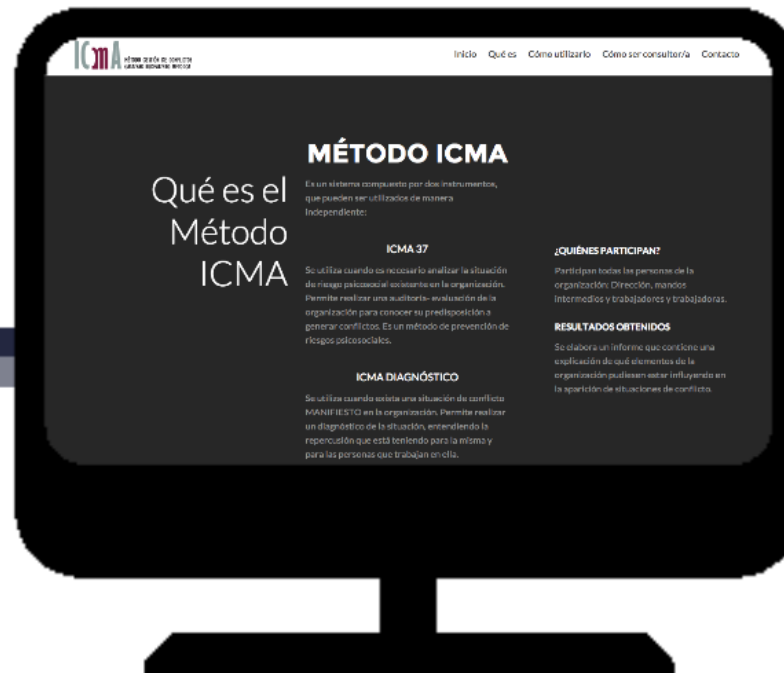 ICMA
Inicio Qué es Cómo utilizarlo Cómo ser consultor/a Contacto
Qué es el
Método
ICMA
MÉTODO ICMA
Es un sistema compuesto por dos instrumentos,
que pueden ser utilizados de manera
independiente:
ICMA 37
Se utiliza cuando es necesario analizar la situación
de riesgo psicosocial existente en la organización.
Permite realizar una auditoría- evaluación de la
organización para conocer su predisposición a
generar conflictos. Es un método de prevención de
riesgos psicosociales.
ICMA DIAGNÓSTICO
Se utiliza cuando exista una situación de conflicto
MANIFIESTO en la organización. Permite realizar
un diagnóstico de la situación, entendiendo la
repercusión que está teniendo para la misma y
para las personas que trabajan en ella.
¿QUIÉNES PARTICIPAN?
Participan todas las personas de la
organización: Dirección, mandos
intermedios y trabajadores y trabajadoras.
RESULTADOS OBTENIDOS
Se elabora un informe que contiene una
explicación de qué elementos de la
organización pudiesen estar influyendo en
la aparición de situaciones de conflicto.